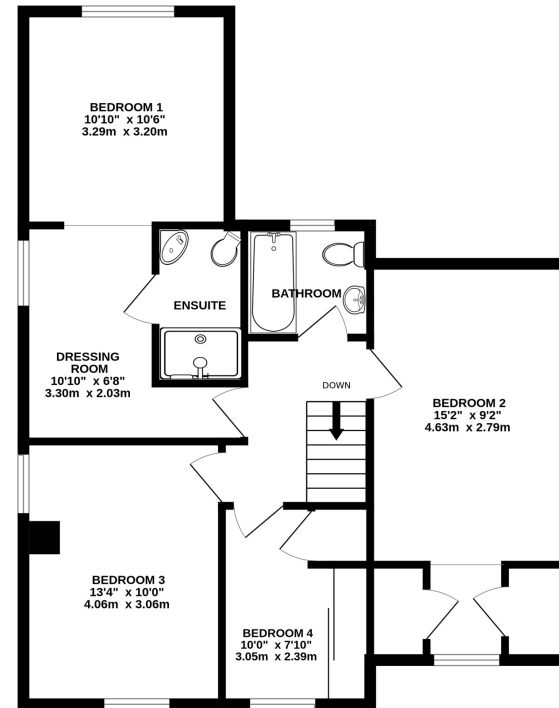 BEDROOM 1
10'10" x 10'6"
3.29m x 3.20m
ENSUITE
BATHROOM
DRESSING
ROOM
10'10" x 6'8"
3.30m x 2.03m
DOWN
BEDROOM 2
15'2" x 9'2"
4.63m x 2.79m
BEDROOM 3
13'4" x 10'0"
4.06m x 3.06m
BEDROOM 4
10'0" x 7'10"
3.05m x 2.39m